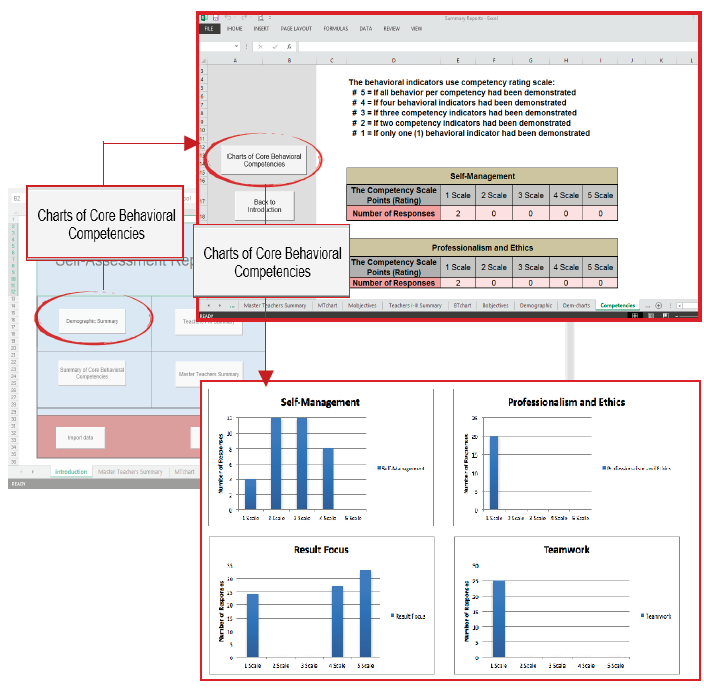 Summary Reports - Excel
FILE HOME INSERT PAGE LAYOUT FORMULAS DATA REVIEW VIEW
A B C D E F G H I J K L
The behavioral indicators use competency rating scale:
# 5 = If all behavior per competency had been demonstrated
# 4 = If four behavioral indicators had been demonstrated
# 3 = If three competency indicators had been demonstrated
# 2 = If two competency indicators had been demonstrated
# 1 = If only one (1) behavioral indicator had been demonstrated
Charts of Core Behavioral
Competencies
Back to
Introduction
Self-Management
The Competency Scale
Points (Rating)
1 Scale 2 Scale 3 Scale 4 Scale 5 Scale
Number of Responses 2 0 0 0 0
Professionalism and Ethics
The Competency Scale
Points (Rating)
1 Scale 2 Scale 3 Scale 4 Scale 5 Scale
Number of Responses 2 0 0 0 0
... Master Teachers Summary MTchart Mobjectives Teachers I-III Summary BTchart Bobjectives Demographic Dem-charts Competencies ...
READY
Charts of Core Behavioral
Competencies
Charts of Core Behavioral
Competencies
B2
Self-Assessment Rep
Demographic Summary
Summary of Core Behavioral
Competencies
Master Teachers Summary
Import data
Introduction Master Teachers Summary MTchart
READY
Self-Management
Number of Responses
1 Scale 2 Scale 3 Scale 4 Scale 5 Scale
Self-Management
Professionalism and Ethics
Number of Responses
1 Scale 2 Scale 3 Scale 4 Scale 5 Scale
Professionalism and Ethics
Result Focus
Number of Responses
35
30
25
20
15
10
5
0
1 Scale 2 Scale 3 Scale 4 Scale 5 Scale
Result Focus
Teamwork
Number of Responses
30
25
20
15
10
5
0
1 Scale 2 Scale 3 Scale 4 Scale 5 Scale
Teamwork